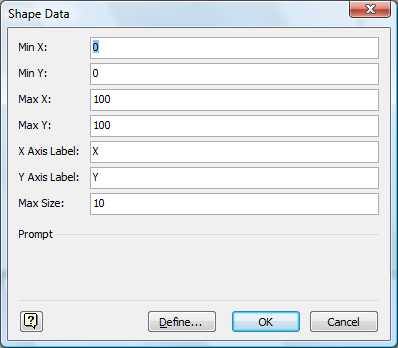 Shape Data
Min X: 0
Min Y: 0
Max X: 100
Max Y: 100
X Axis Label: X
Y Axis Label: Y
Max Size: 10
Prompt
? Define... OK Cancel